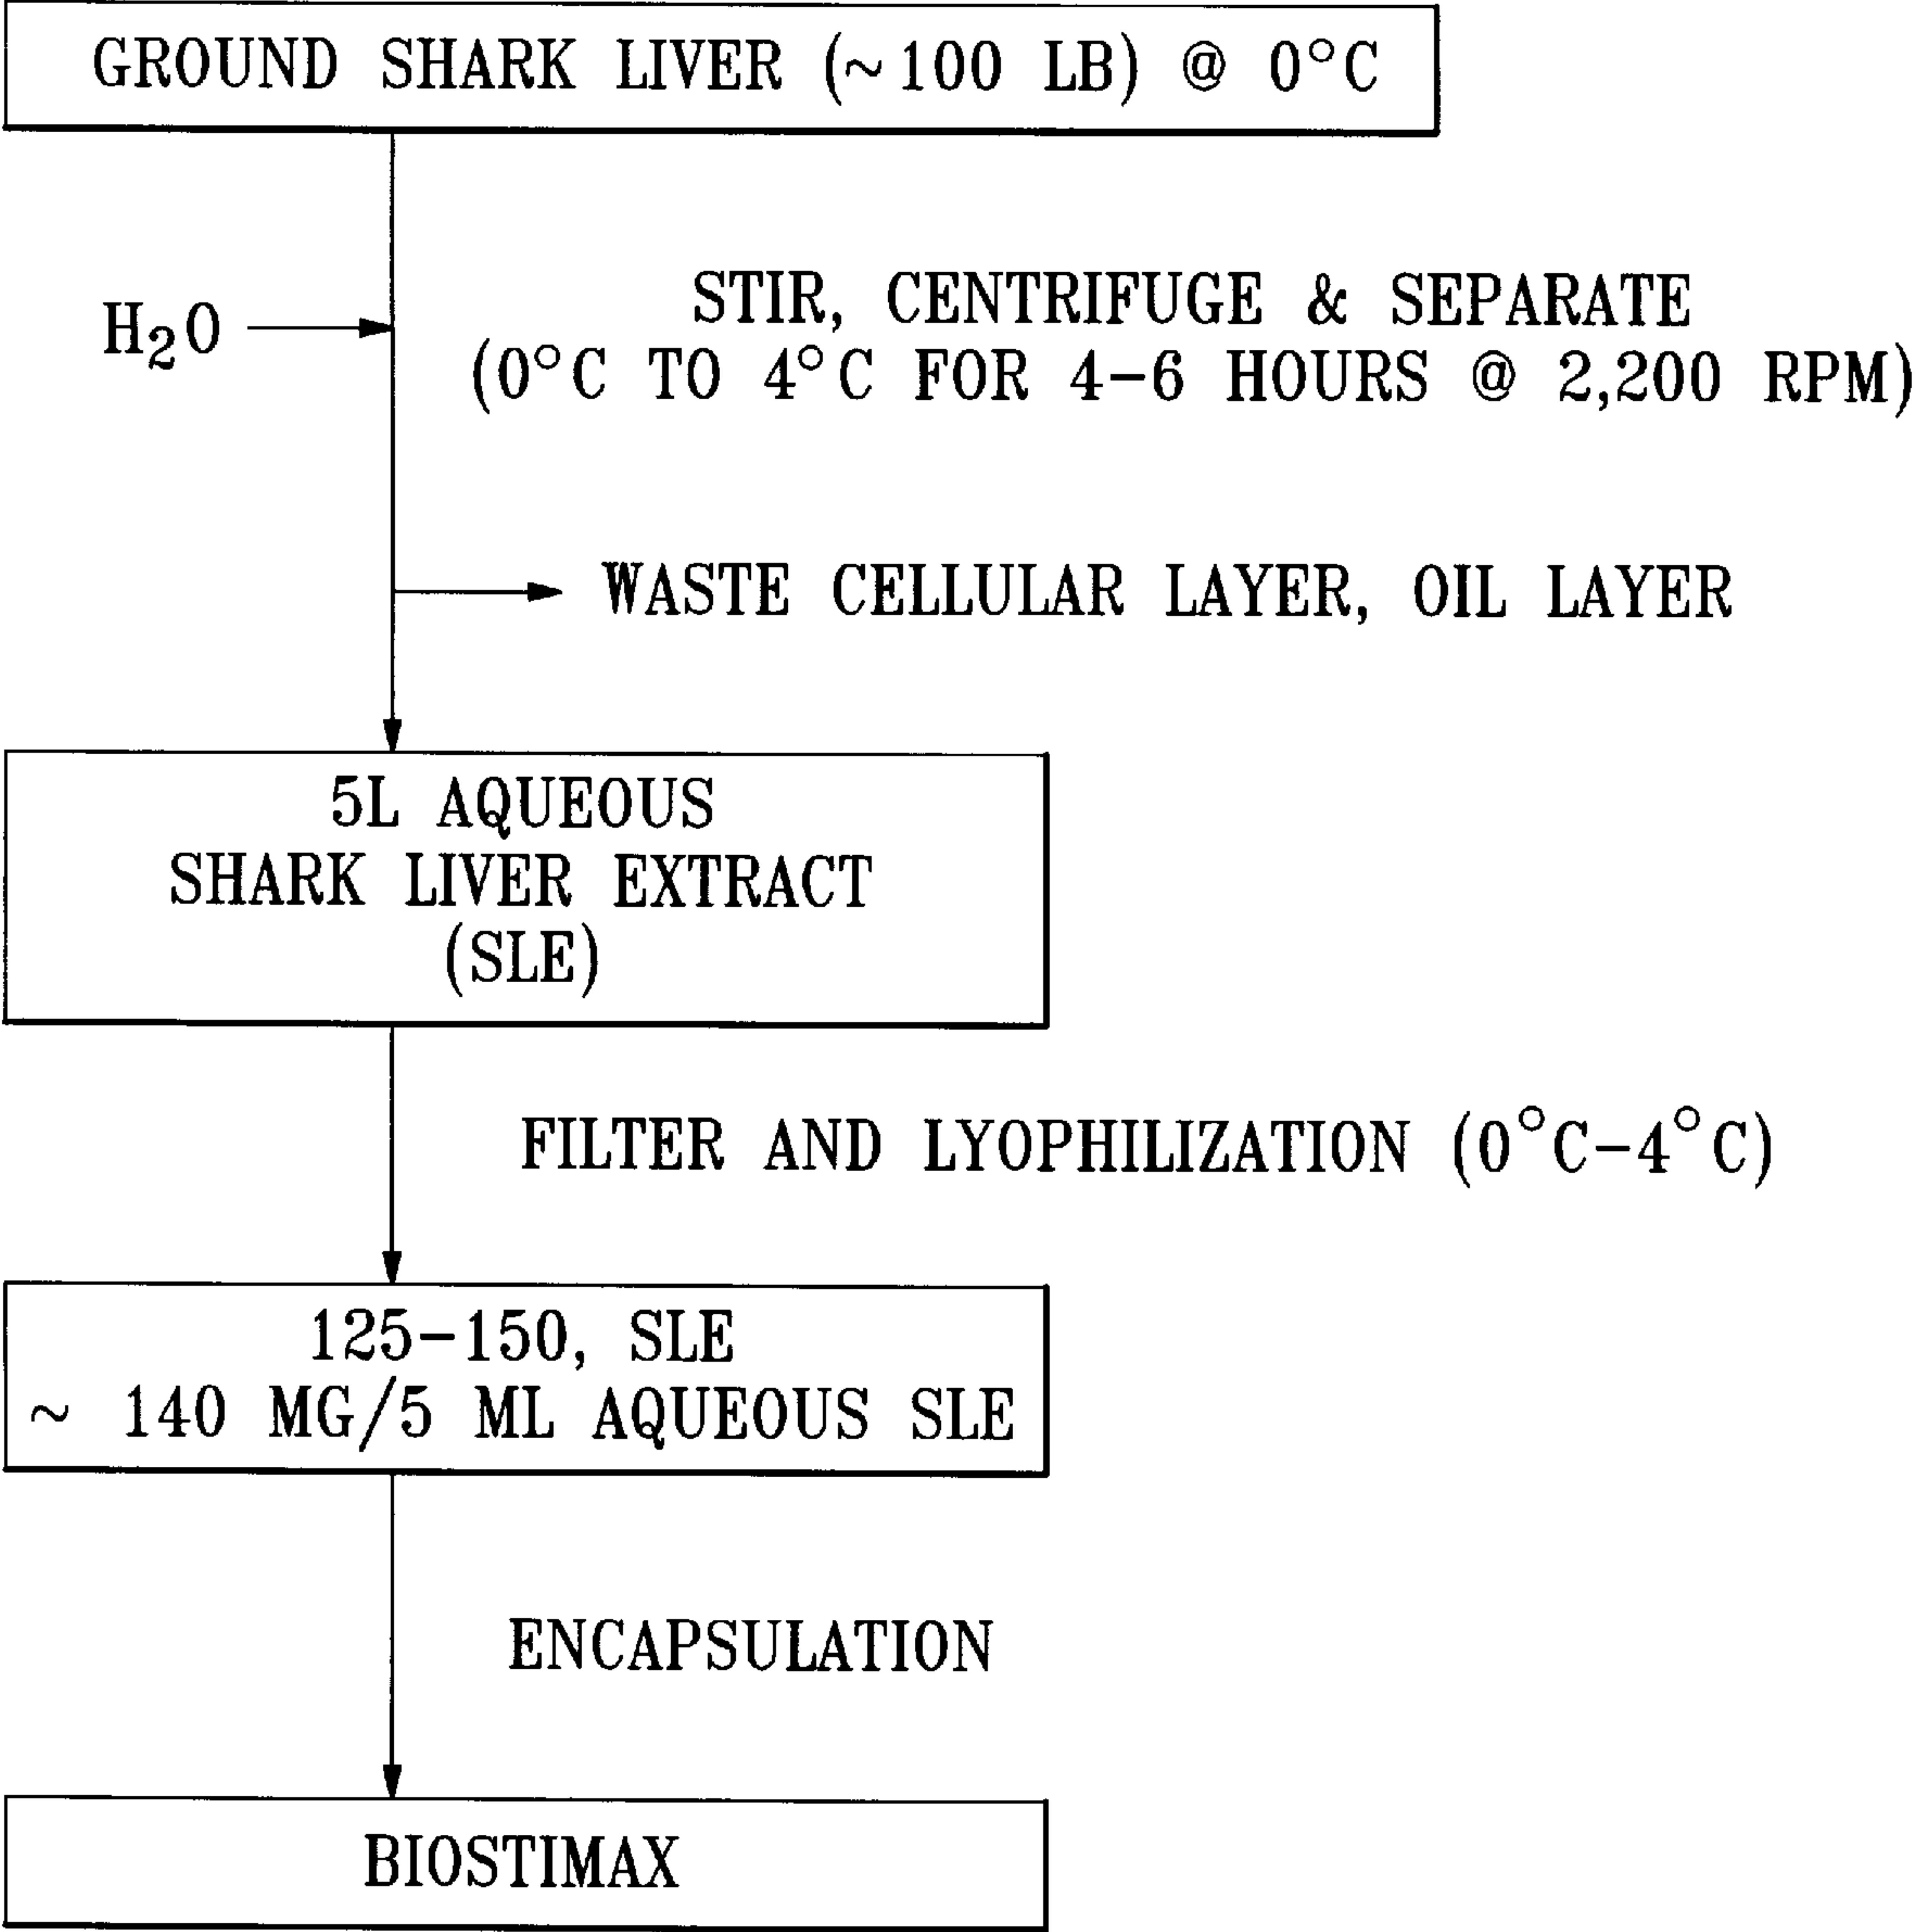 GROUND SHARK LIVER (~100 LB) @ 0°C
H₂O
STIR, CENTRIFUGE & SEPARATE
(0°C TO 4°C FOR 4-6 HOURS @ 2,200 RPM)
WASTE CELLULAR LAYER, OIL LAYER
5L AQUEOUS
SHARK LIVER EXTRACT
(SLE)
FILTER AND LYOPHILIZATION (0°C-4°C)
125-150, SLE
~ 140 MG/5 ML AQUEOUS SLE
ENCAPSULATION
BIOSTIMAX